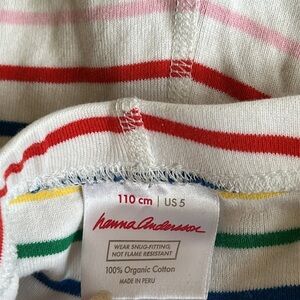 110 cm | US 5
hanna andersson
WEAR SNUG-FITTING,
NOT FLAME RESISTANT
100% Organic Cotton
MADE IN PERU